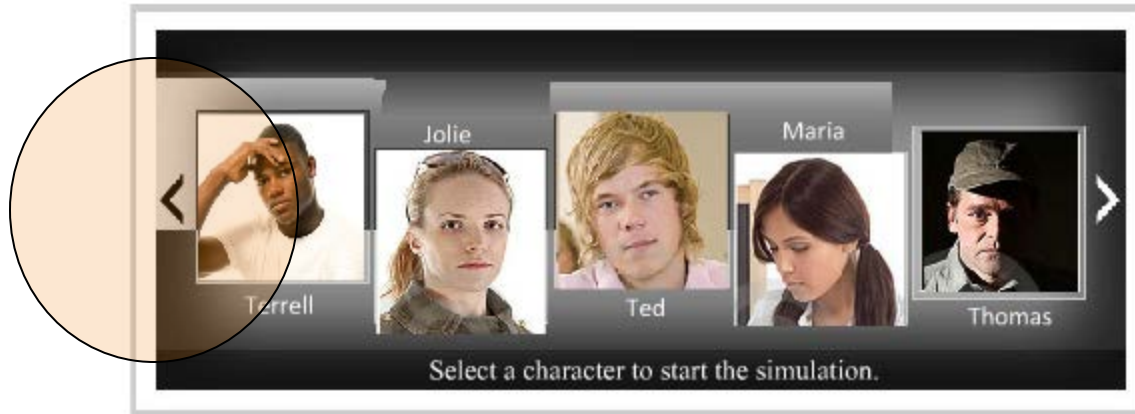 Jolie
Maria
Terrell
Ted
Thomas
Select a character to start the simulation.